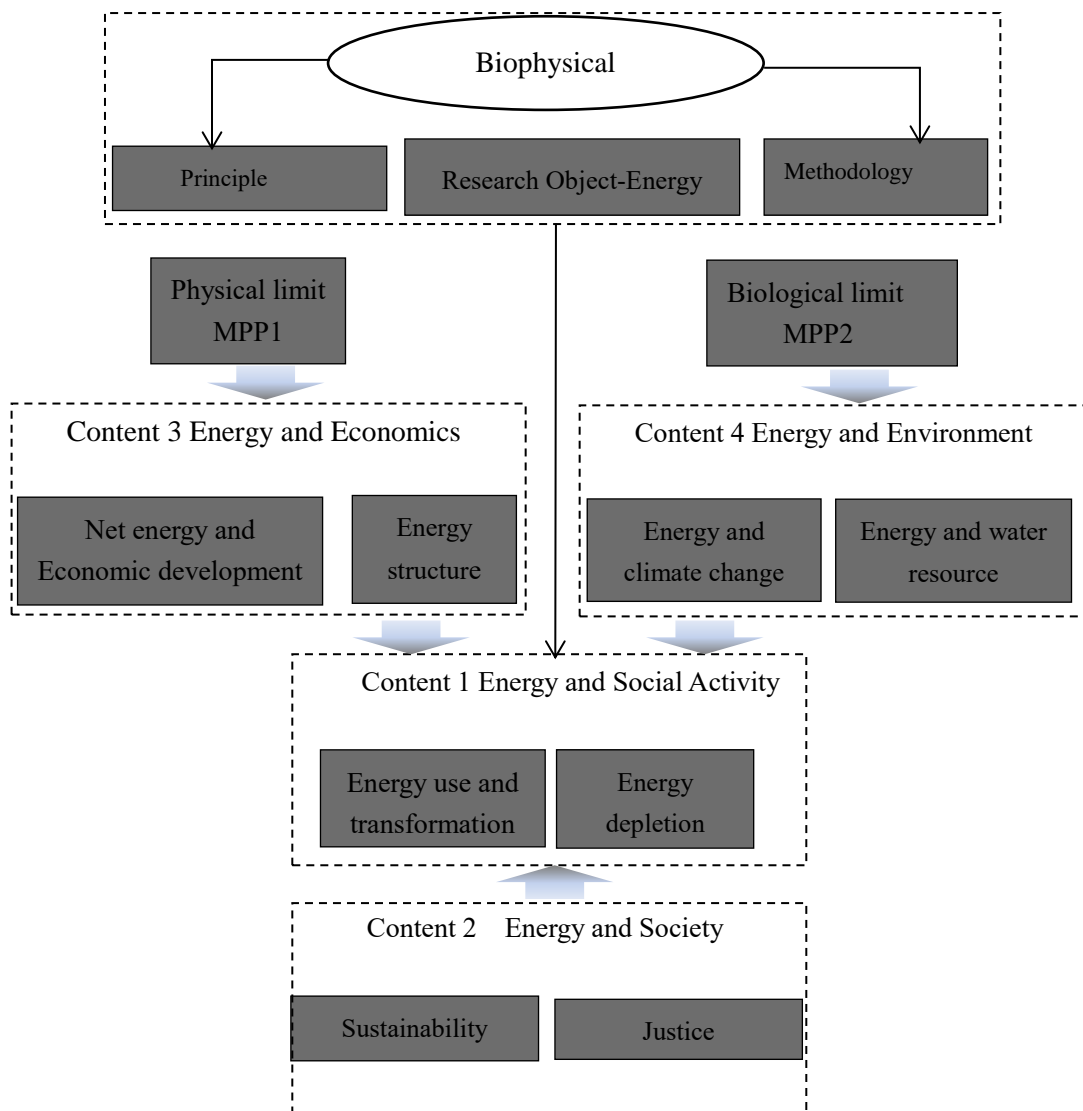 Biophysical
Principle
Research Object-Energy
Methodology
Physical limit
MPP1
Biological limit
MPP2
Content 3 Energy and Economics
Net energy and
Economic development
Energy
structure
Content 4 Energy and Environment
Energy and
climate change
Energy and water
resource
Content 1 Energy and Social Activity
Energy use and
transformation
Energy
depletion
Content 2 Energy and Society
Sustainability
Justice